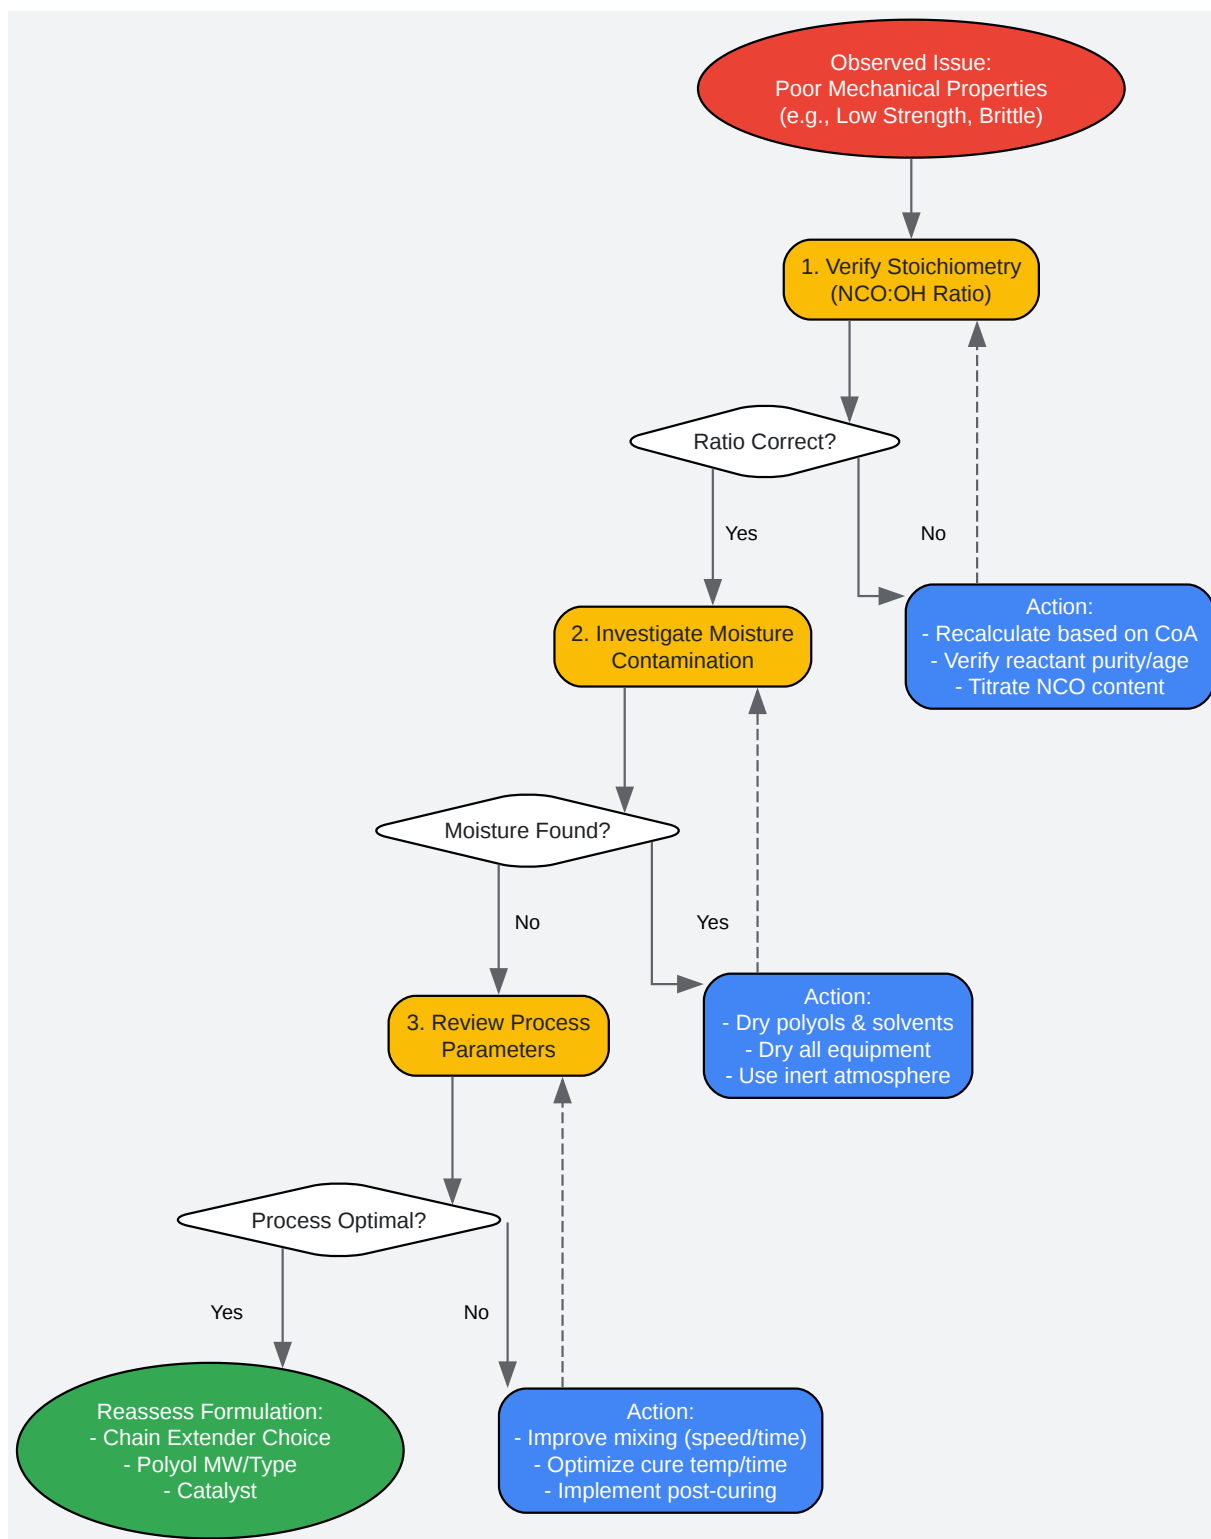 Observed Issue:
Poor Mechanical Properties
(e.g., Low Strength, Brittle)
1. Verify Stoichiometry
(NCO:OH Ratio)
Ratio Correct?
Yes
No
Action:
- Recalculate based on CoA
- Verify reactant purity/age
- Titrate NCO content
2. Investigate Moisture
Contamination
Moisture Found?
No
Yes
Action:
- Dry polyols & solvents
- Dry all equipment
- Use inert atmosphere
3. Review Process
Parameters
Process Optimal?
Yes
No
Reassess Formulation:
- Chain Extender Choice
- Polyol MW/Type
- Catalyst
Action:
- Improve mixing (speed/time)
- Optimize cure temp/time
- Implement post-curing